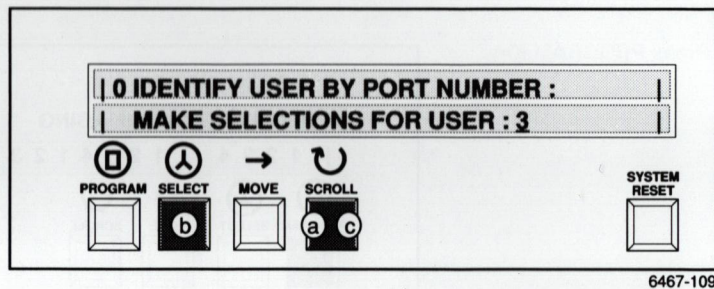 | 0 IDENTIFY USER BY PORT NUMBER : |
| MAKE SELECTIONS FOR USER : 3 |
PROGRAM SELECT MOVE SCROLL SYSTEM RESET
b a c
6467-109